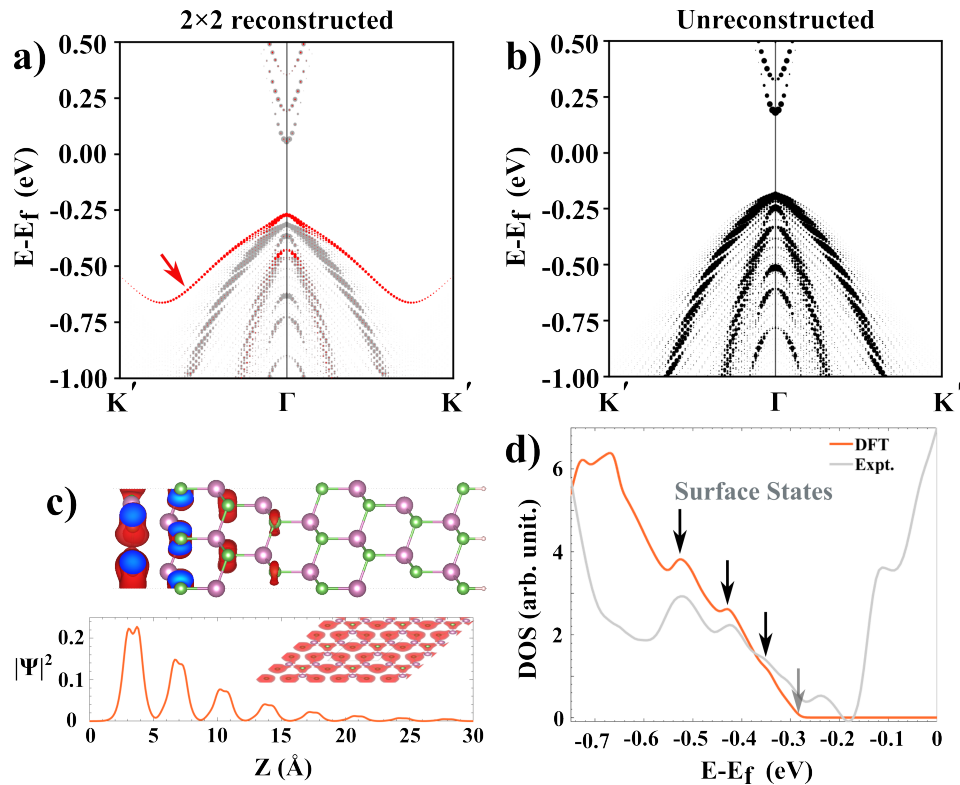 2×2 reconstructed
a)
0.50
0.25
0.00
-0.25
-0.50
-0.75
-1.00
E-Ef (eV)
K′ Γ K′
Unreconstructed
b)
0.50
0.25
0.00
-0.25
-0.50
-0.75
-1.00
E-Ef (eV)
K′ Γ K′
c)
|Ψ|²
0.2
0.1
0
0 5 10 15 20 25 30
Z (Å)
d)
DFT
Expt.
Surface States
DOS (arb. unit.)
6
4
2
0
-0.7 -0.6 -0.5 -0.4 -0.3 -0.2 -0.1 0
E-Ef (eV)